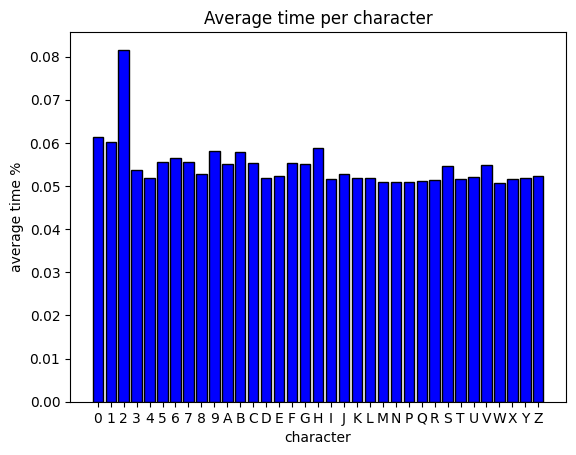 Average time per character
average time %
0.08
0.07
0.06
0.05
0.04
0.03
0.02
0.01
0.00
0 1 2 3 4 5 6 7 8 9 A B C D E F G H I J K L M N P Q R S T U V W X Y Z
character